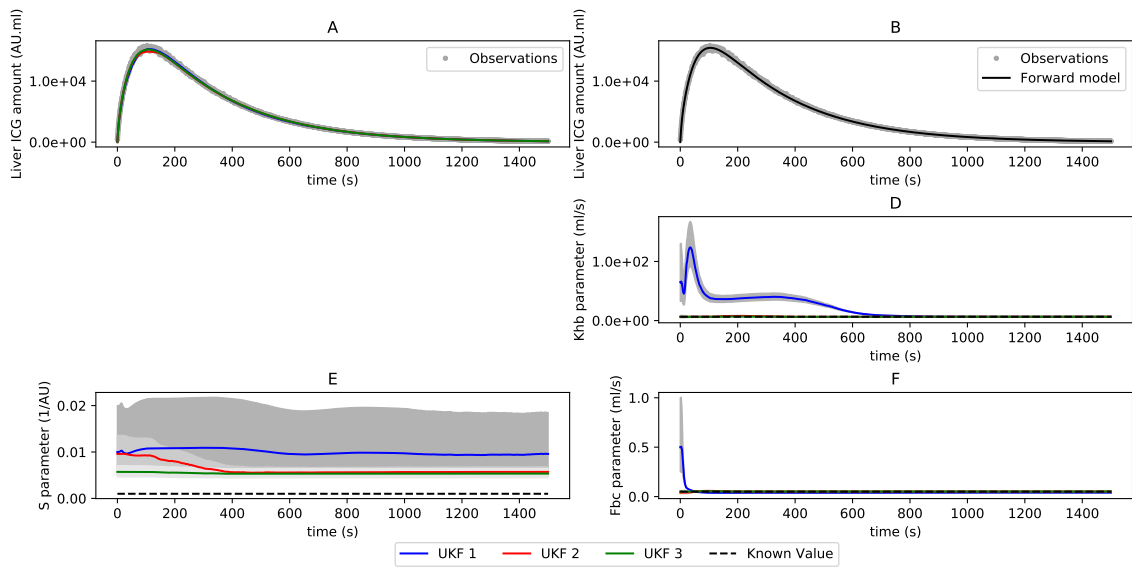 A
Liver ICG amount (AU.ml)
1.0e+04
0.0e+00
Observations
0 200 400 600 800 1000 1200 1400
time (s)
B
Liver ICG amount (AU.ml)
1.0e+04
0.0e+00
Observations
Forward model
0 200 400 600 800 1000 1200 1400
time (s)
D
Khb parameter (ml/s)
1.0e+02
0.0e+00
0 200 400 600 800 1000 1200 1400
time (s)
E
S parameter (1/AU)
0.02
0.01
0.00
0 200 400 600 800 1000 1200 1400
time (s)
F
Fbc parameter (ml/s)
1.0
0.5
0.0
0 200 400 600 800 1000 1200 1400
time (s)
UKF 1 UKF 2 UKF 3 Known Value